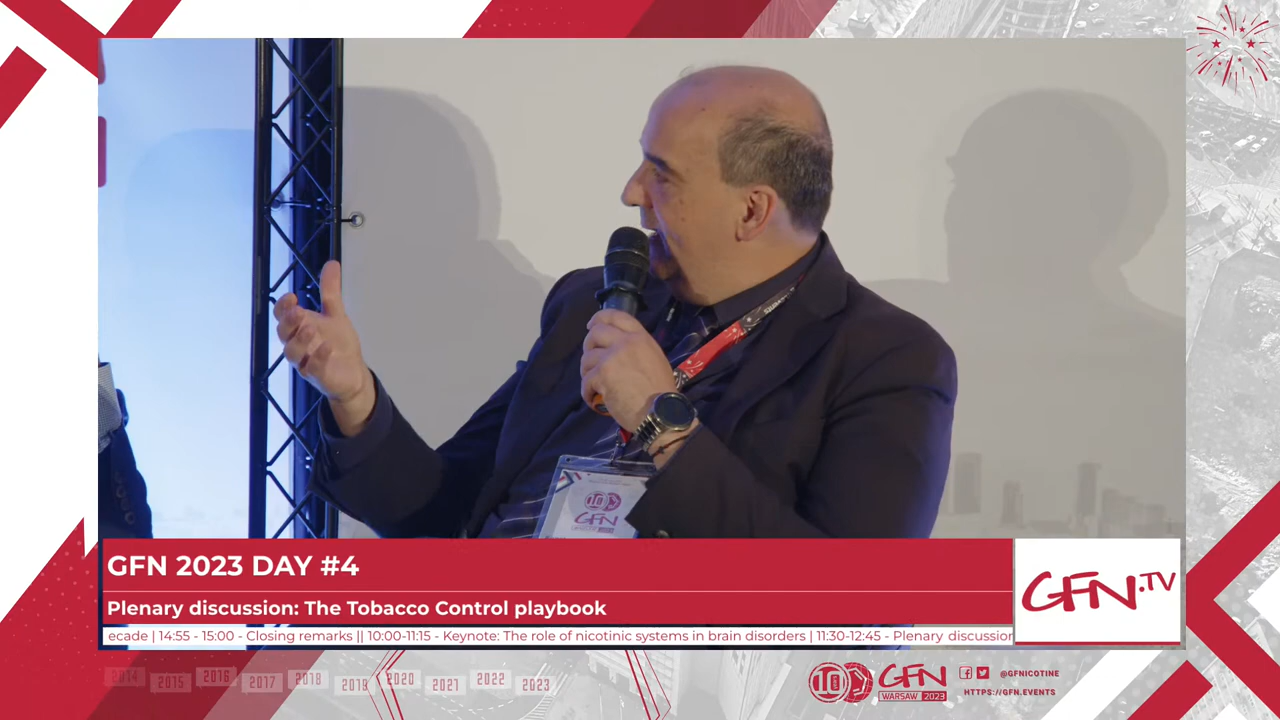 GFN
GFN 2023 DAY #4
Plenary discussion: The Tobacco Control playbook
ecade | 14:55 - 15:00 - Closing remarks || 10:00-11:15 - Keynote: The role of nicotinic systems in brain disorders | 11:30-12:45 - Plenary discussion
GFN.TV
2014 2015 2016 2017 2018 2019 2020 2021 2022 2023
10
GFN
WARSAW 2023
@GFNICOTINE
HTTPS://GFN.EVENTS